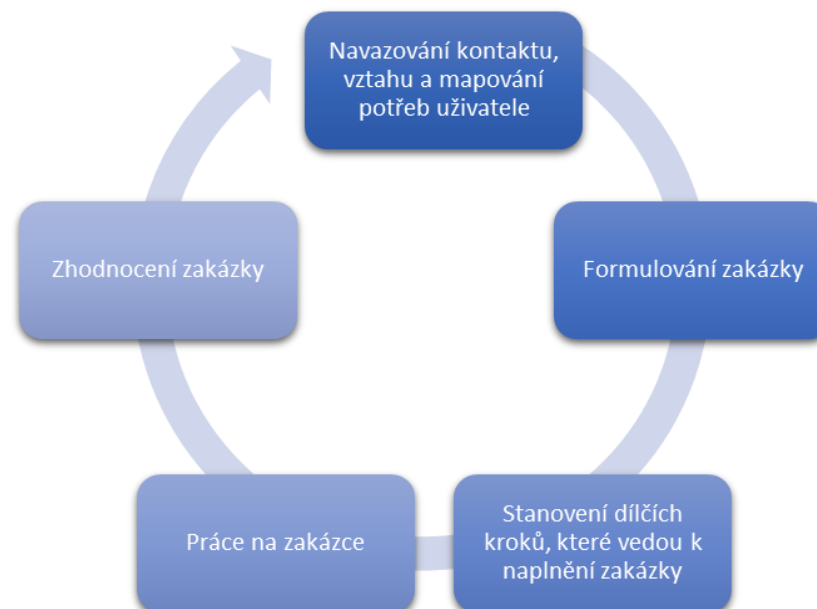 Navazování kontaktu,
vztahu a mapování
potřeb uživatele
Formulování zakázky
Stanovení dílčích
kroků, které vedou k
naplnění zakázky
Práce na zakázce
Zhodnocení zakázky